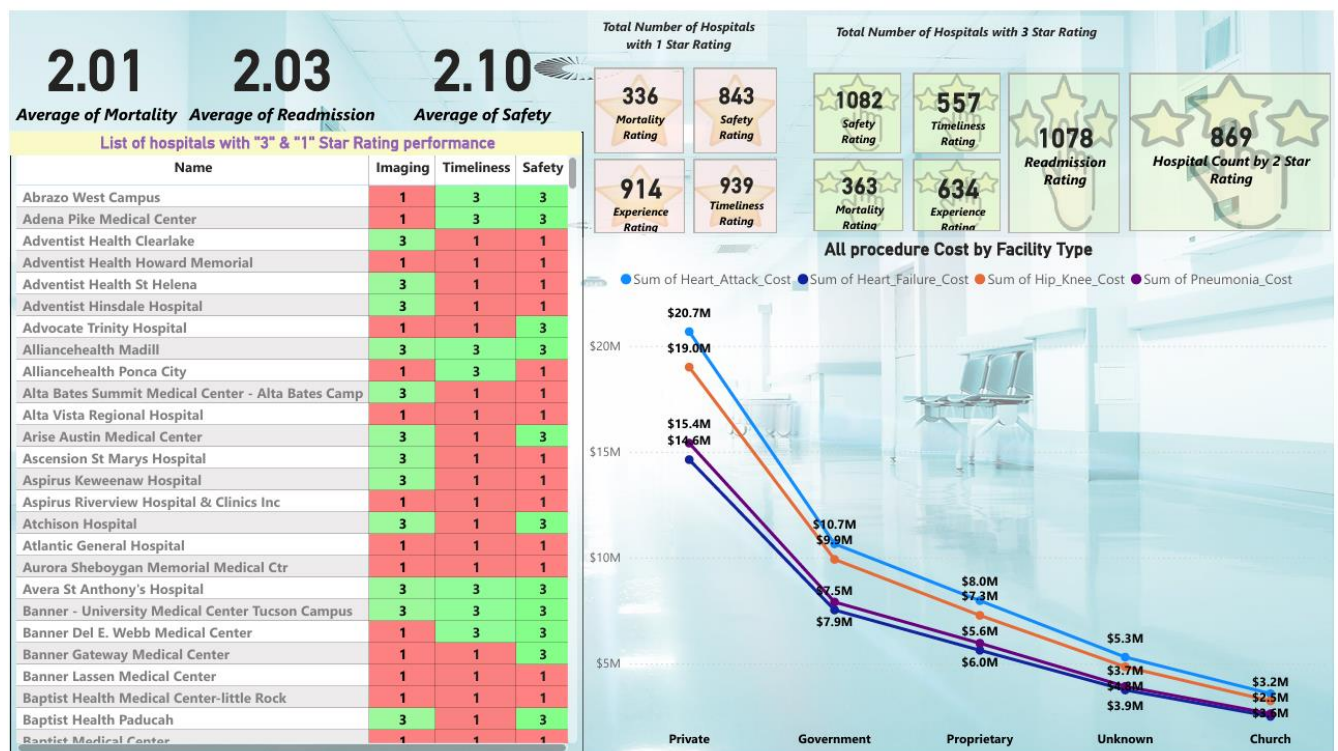 2.01
Average of Mortality
2.03
Average of Readmission
2.10
Average of Safety
Total Number of Hospitals
with 1 Star Rating
336
Mortality
Rating
843
Safety
Rating
914
Experience
Rating
939
Timeliness
Rating
Total Number of Hospitals with 3 Star Rating
1082
Safety
Rating
557
Timeliness
Rating
363
Mortality
Rating
634
Experience
Rating
1078
Readmission
Rating
869
Hospital Count by 2 Star
Rating
List of hospitals with "3" & "1" Star Rating performance
Name Imaging Timeliness Safety
Abrazo West Campus 1 3 3
Adena Pike Medical Center 1 3 3
Adventist Health Clearlake 3 1 1
Adventist Health Howard Memorial 1 1 1
Adventist Health St Helena 3 1 1
Adventist Hinsdale Hospital 3 1 1
Advocate Trinity Hospital 1 1 3
Alliancehealth Madill 3 3 3
Alliancehealth Ponca City 1 3 1
Alta Bates Summit Medical Center - Alta Bates Camp 3 1 1
Alta Vista Regional Hospital 1 1 1
Arise Austin Medical Center 3 1 3
Ascension St Marys Hospital 3 1 1
Aspirus Keweenaw Hospital 3 1 1
Aspirus Riverview Hospital & Clinics Inc 1 1 1
Atchison Hospital 3 1 3
Atlantic General Hospital 1 1 1
Aurora Sheboygan Memorial Medical Ctr 1 1 1
Avera St Anthony's Hospital 3 3 3
Banner - University Medical Center Tucson Campus 3 3 3
Banner Del E. Webb Medical Center 1 3 3
Banner Gateway Medical Center 1 1 3
Banner Lassen Medical Center 1 1 1
Baptist Health Medical Center-little Rock 1 1 1
Baptist Health Paducah 3 1 3
Baptist Medical Center 1 1 1
All procedure Cost by Facility Type
Sum of Heart_Attack_Cost Sum of Heart_Failure_Cost Sum of Hip_Knee_Cost Sum of Pneumonia_Cost
$20M
$15M
$10M
$5M
$20.7M
$19.0M
$15.4M
$14.6M
$10.7M
$9.9M
$7.5M
$7.9M
$8.0M
$7.3M
$5.6M
$6.0M
$5.3M
$3.7M
$4.8M
$3.9M
$3.2M
$2.5M
$3.6M
Private Government Proprietary Unknown Church